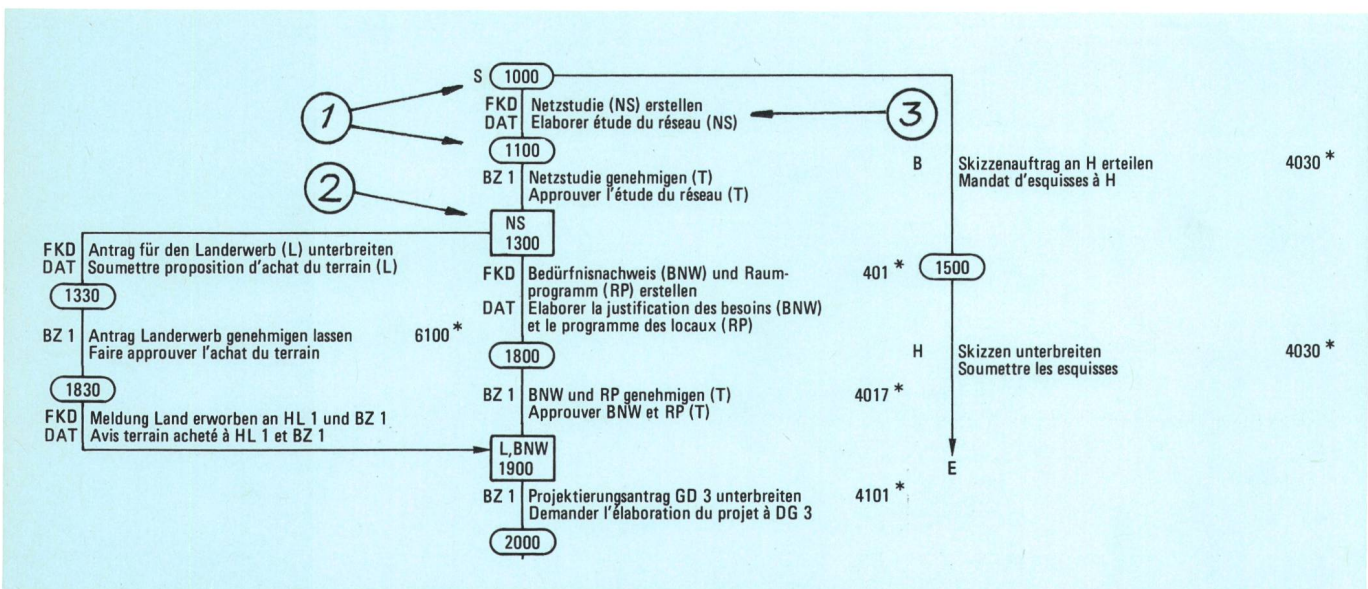 S 1000
1
FKD Netzstudie (NS) erstellen
DAT Elaborer étude du réseau (NS)
3
1100
BZ 1 Netzstudie genehmigen (T)
Approuver l'étude du réseau (T)
2
NS
1300
B Skizzenauftrag an H erteilen 4030 *
Mandat d'esquisses à H
FKD Antrag für den Landerwerb (L) unterbreiten
DAT Soumettre proposition d'achat du terrain (L)
1330
BZ 1 Antrag Landerwerb genehmigen lassen 6100 *
Faire approuver l'achat du terrain
1830
FKD Meldung Land erworben an HL 1 und BZ 1
DAT Avis terrain acheté à HL 1 et BZ 1
FKD Bedürfnisnachweis (BNW) und Raum- 401 *
programm (RP) erstellen
DAT Elaborer la justification des besoins (BNW)
et le programme des locaux (RP)
1800
BZ 1 BNW und RP genehmigen (T) 4017 *
Approuver BNW et RP (T)
L,BNW
1900
BZ 1 Projektierungsantrag GD 3 unterbreiten 4101 *
Demander l'élaboration du projet à DG 3
2000
1500
H Skizzen unterbreiten 4030 *
Soumettre les esquisses
E